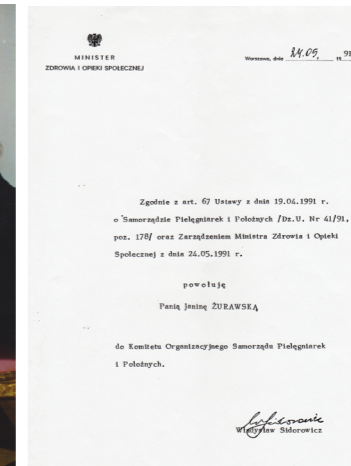 MINISTER
ZDROWIA I OPIEKI SPOŁECZNEJ
Warszawa, dnia 24.05. 1991
Zgodnie z art. 67 Ustawy z dnia 19.04.1991 r.
o Samorządzie Pielęgniarek i Położnych /Dz.U. Nr 41/91,
poz. 178/ oraz Zarządzeniem Ministra Zdrowia i Opieki
Społecznej z dnia 24.05.1991 r.
powołuję
Panią Janinę ŻURAWSKĄ
do Komitetu Organizacyjnego Samorządu Pielęgniarek
i Położnych.
Władysław Sidorowicz